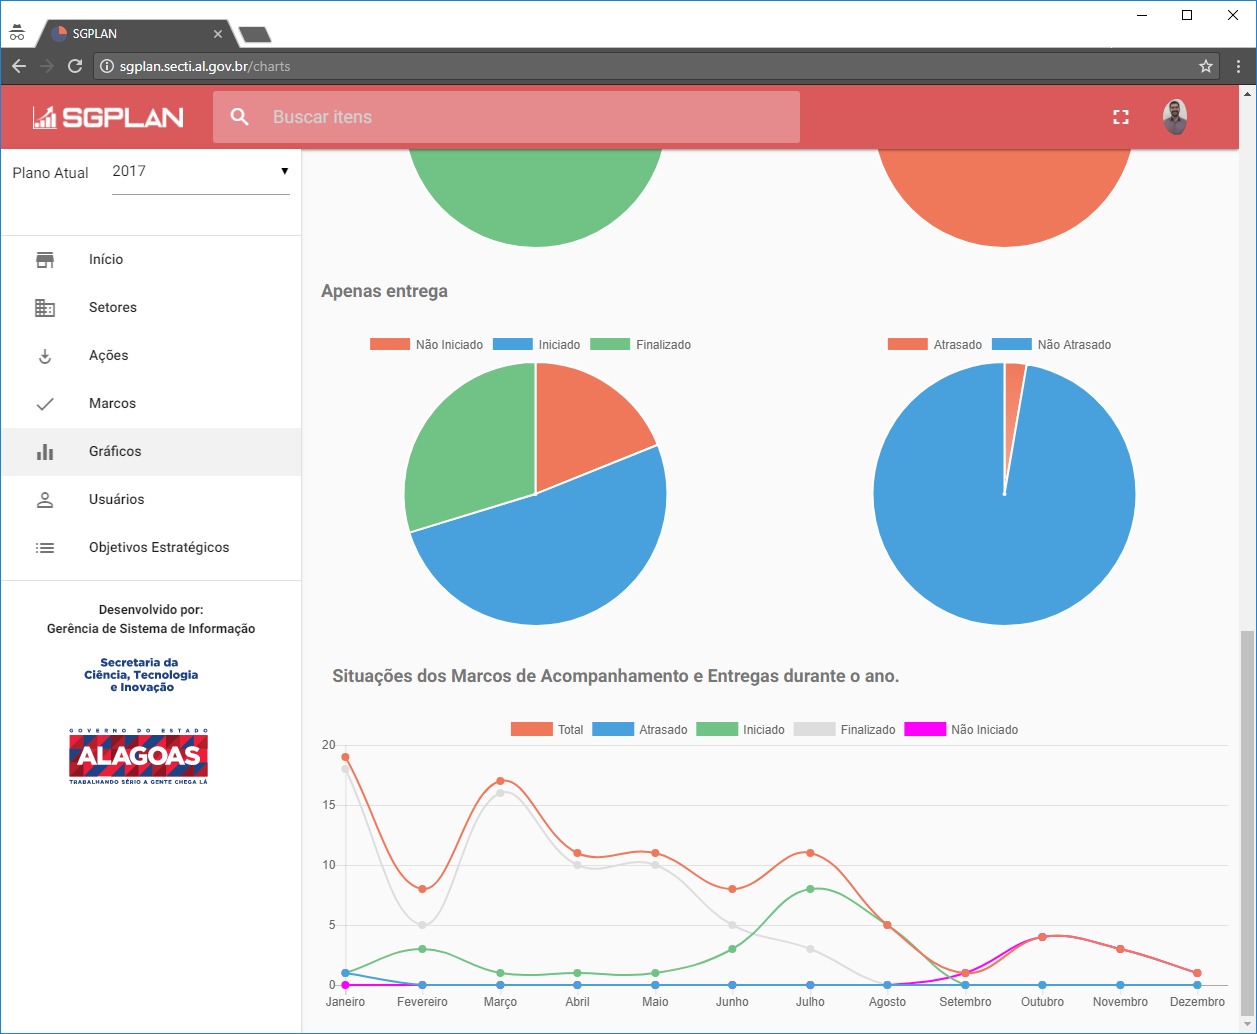 SGPLAN
sgplan.secti.al.gov.br/charts
SGPLAN
Buscar itens
Plano Atual 2017
Início
Setores
Ações
Marcos
Gráficos
Usuários
Objetivos Estratégicos
Desenvolvido por:
Gerência de Sistema de Informação
Secretaria da
Ciência, Tecnologia
e Inovação
GOVERNO DO ESTADO
ALAGOAS
TRABALHANDO SÉRIO A GENTE CHEGA LÁ
Apenas entrega
Não Iniciado Iniciado Finalizado
Atrasado Não Atrasado
Situações dos Marcos de Acompanhamento e Entregas durante o ano.
Total Atrasado Iniciado Finalizado Não Iniciado
20
15
10
5
0
Janeiro Fevereiro Março Abril Maio Junho Julho Agosto Setembro Outubro Novembro Dezembro